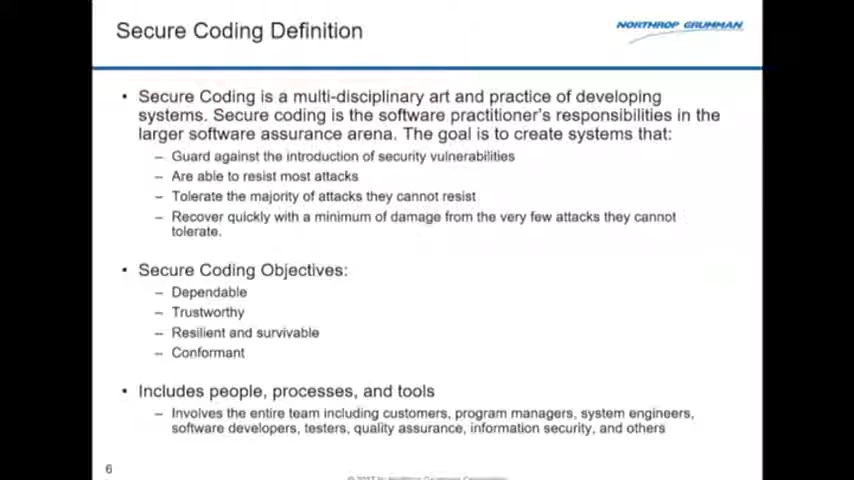 Secure Coding Definition
NORTHROP GRUMMAN
• Secure Coding is a multi-disciplinary art and practice of developing
systems. Secure coding is the software practitioner's responsibilities in the
larger software assurance arena. The goal is to create systems that:
– Guard against the introduction of security vulnerabilities
– Are able to resist most attacks
– Tolerate the majority of attacks they cannot resist
– Recover quickly with a minimum of damage from the very few attacks they cannot
tolerate.
• Secure Coding Objectives:
– Dependable
– Trustworthy
– Resilient and survivable
– Conformant
• Includes people, processes, and tools
– Involves the entire team including customers, program managers, system engineers,
software developers, testers, quality assurance, information security, and others
6